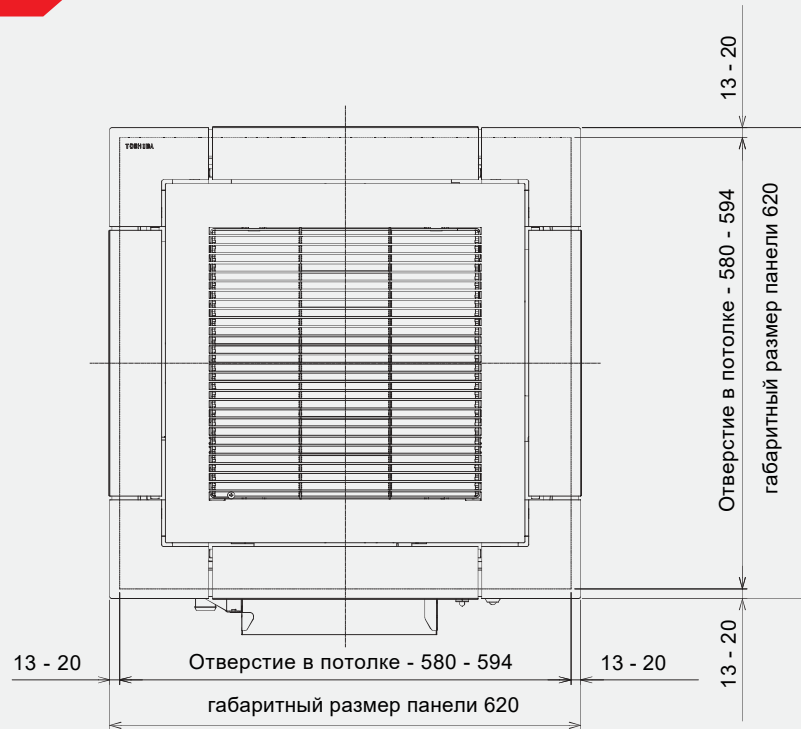 13 - 20
TOSHIBA
Отверстие в потолке - 580 - 594
габаритный размер панели 620
13 - 20
13 - 20
Отверстие в потолке - 580 - 594
13 - 20
габаритный размер панели 620